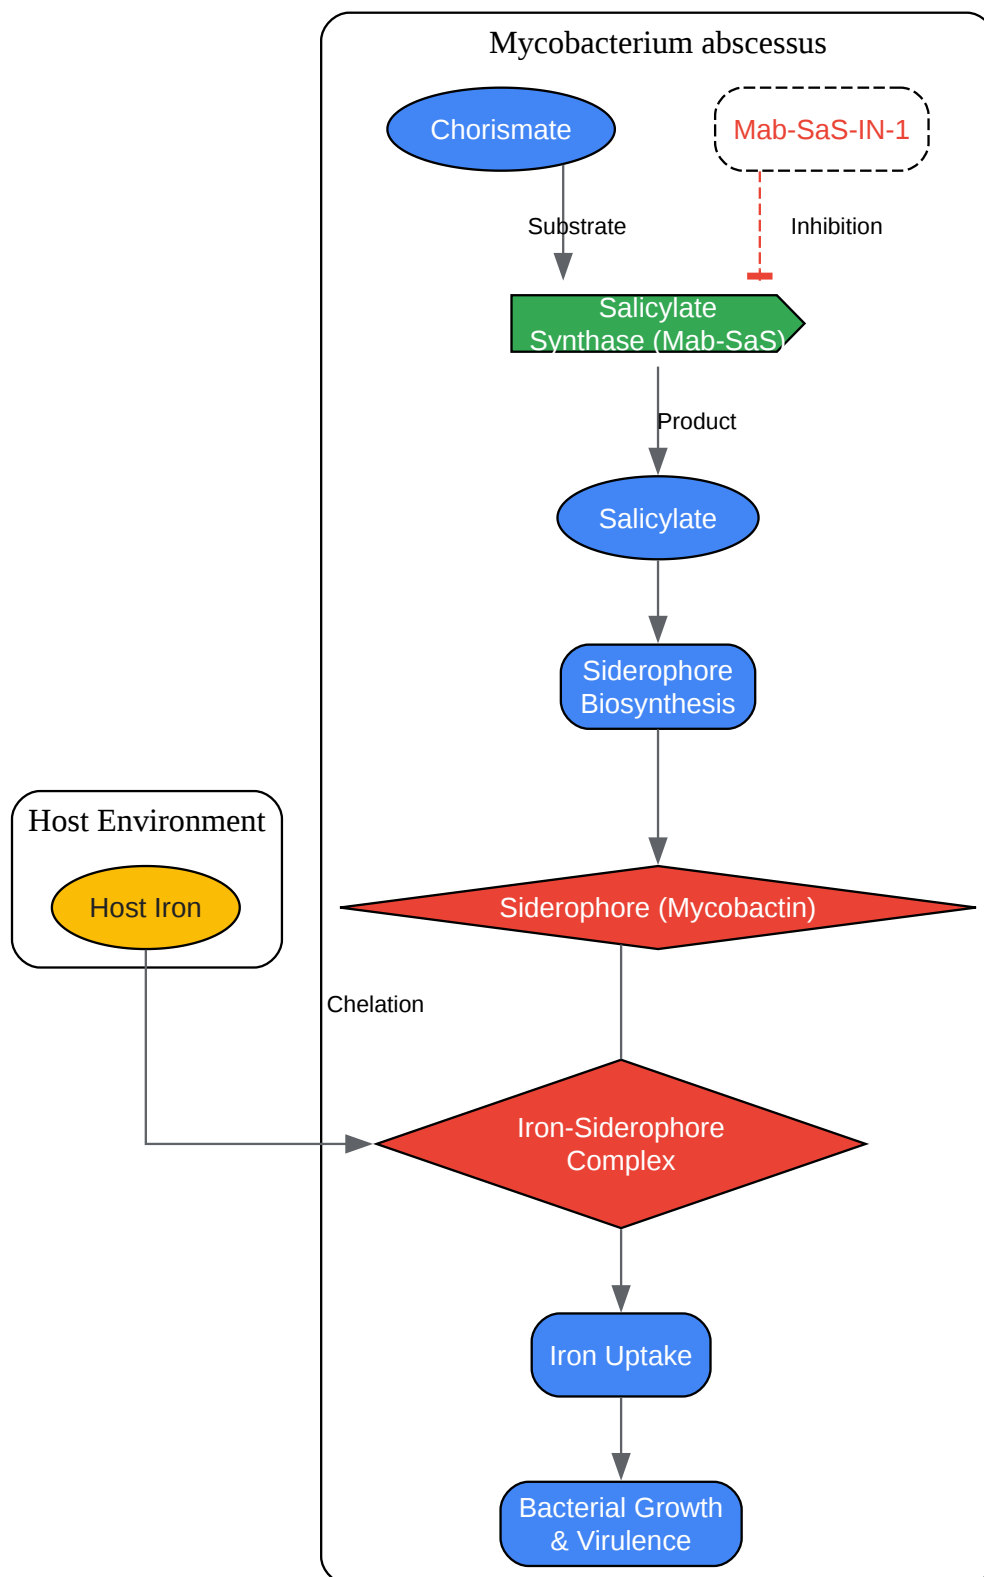 Mycobacterium abscessus
Chorismate
Mab-SaS-IN-1
Substrate
Inhibition
Salicylate
Synthase (Mab-SaS)
Product
Salicylate
Siderophore
Biosynthesis
Host Environment
Host Iron
Siderophore (Mycobactin)
Chelation
Iron-Siderophore
Complex
Iron Uptake
Bacterial Growth
& Virulence